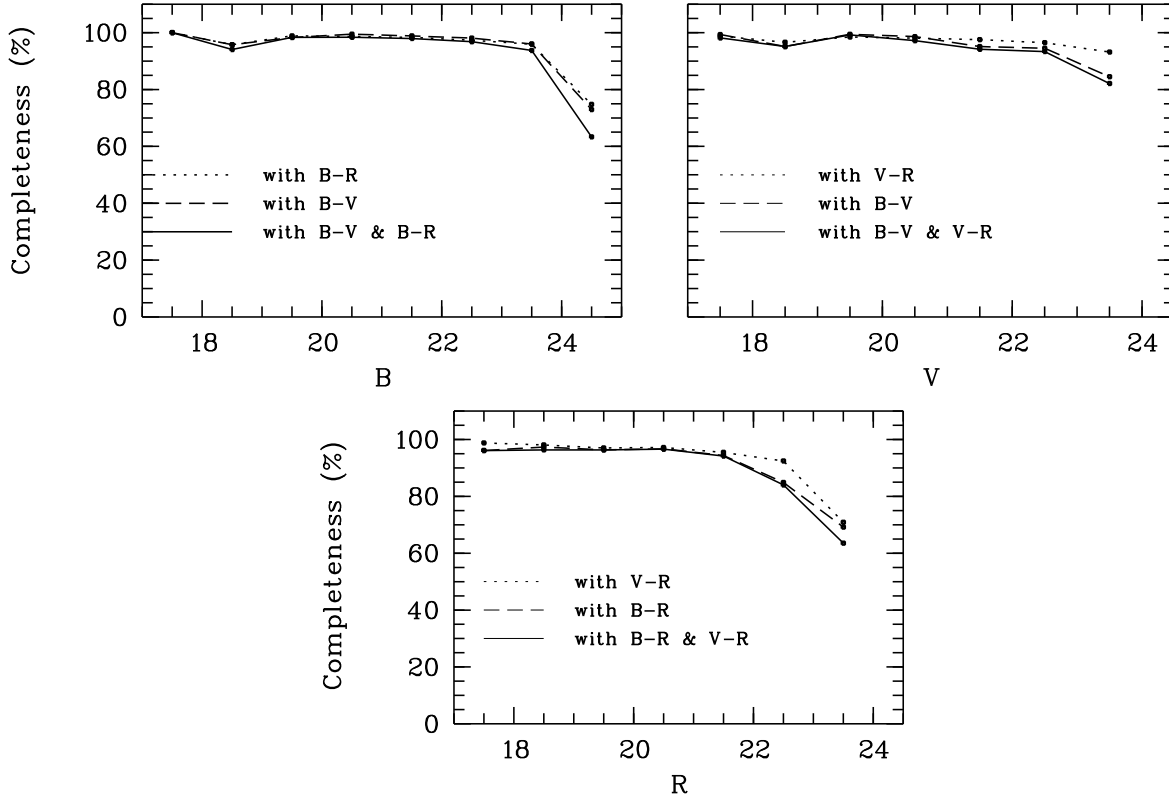 Completeness (%)
100
80
60
40
20
0
with B-R
with B-V
with B-V & B-R
18 20 22 24
B
with V-R
with B-V
with B-V & V-R
18 20 22 24
V
Completeness (%)
100
80
60
40
20
0
with V-R
with B-R
with B-R & V-R
18 20 22 24
R